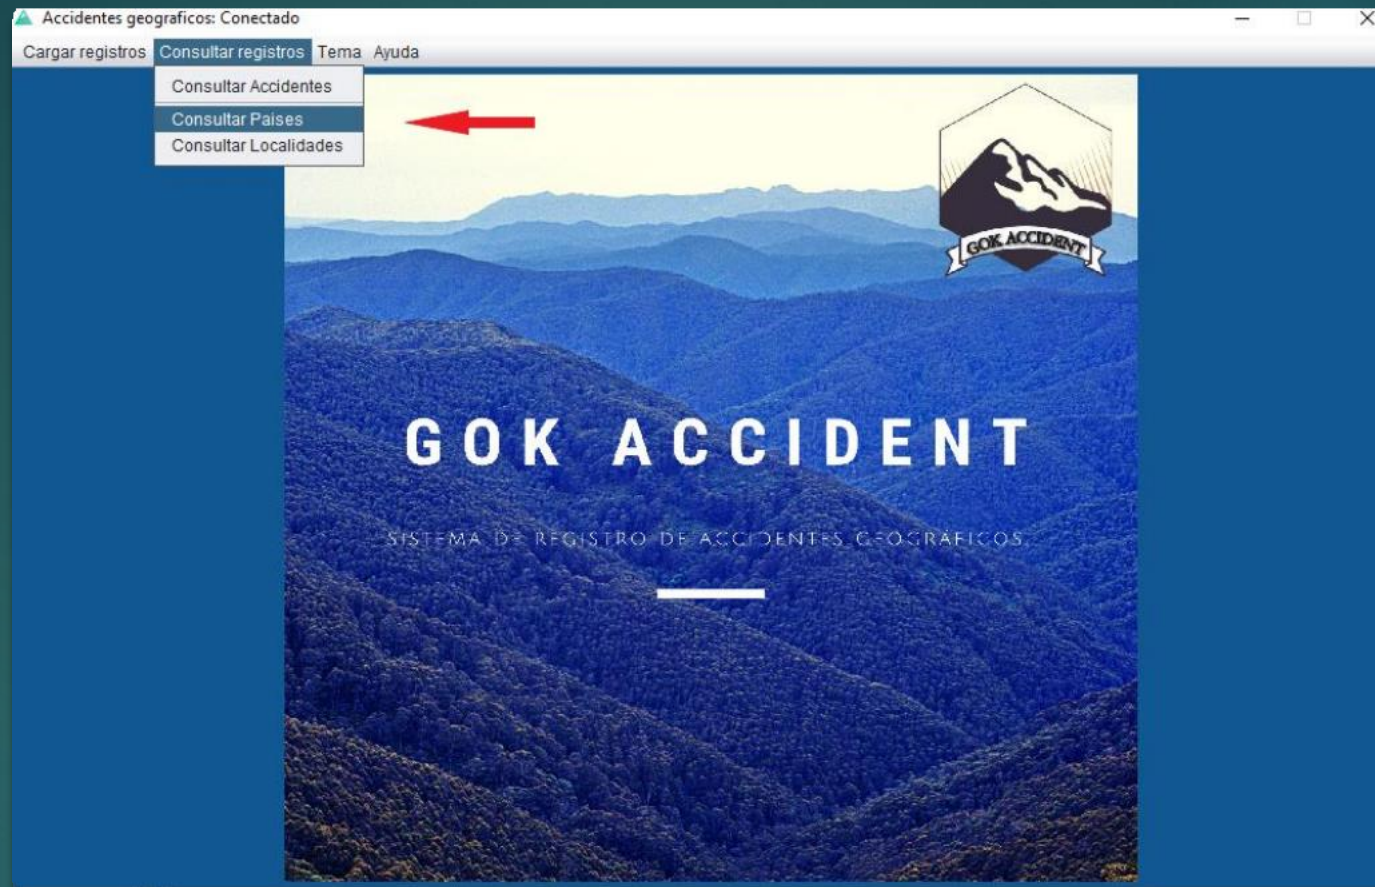 Accidentes geograficos: Conectado
Cargar registros Consultar registros Tema Ayuda
Consultar Accidentes
Consultar Paises
Consultar Localidades
GOK ACCIDENT
GOK ACCIDENT
SISTEMA DE REGISTRO DE ACCIDENTES GEOGRÁFICOS.